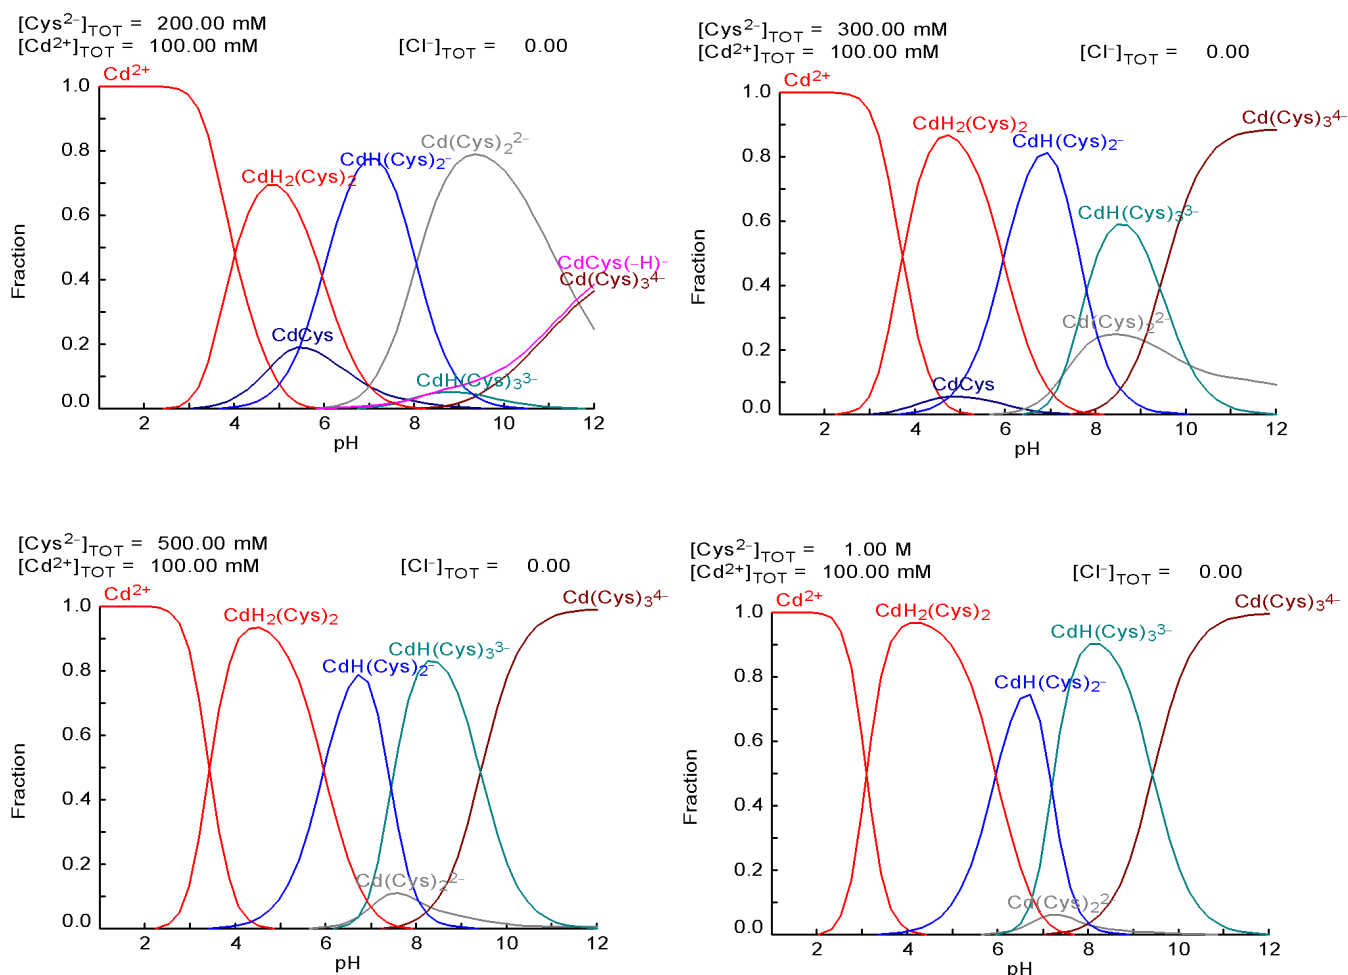 [Cys²⁻]TOT = 200.00 mM
[Cd²⁺]TOT = 100.00 mM [Cl⁻]TOT = 0.00
Cd²⁺
1.0
CdH₂(Cys)₂
CdH(Cys)₂⁻
Cd(Cys)₂²⁻
0.8
0.6
Fraction
0.4
CdCys(–H)⁻
Cd(Cys)₃⁴⁻
CdCys
0.2
CdH(Cys)₃³⁻
0.0
2 4 6 8 10 12
pH
[Cys²⁻]TOT = 300.00 mM
[Cd²⁺]TOT = 100.00 mM [Cl⁻]TOT = 0.00
Cd²⁺
1.0
CdH₂(Cys)₂
CdH(Cys)₂⁻
Cd(Cys)₃⁴⁻
0.8
CdH(Cys)₃³⁻
0.6
Fraction
0.4
Cd(Cys)₂²⁻
0.2
CdCys
0.0
2 4 6 8 10 12
pH
[Cys²⁻]TOT = 500.00 mM
[Cd²⁺]TOT = 100.00 mM [Cl⁻]TOT = 0.00
Cd²⁺
1.0
CdH₂(Cys)₂
Cd(Cys)₃⁴⁻
CdH(Cys)₃³⁻
CdH(Cys)₂⁻
0.8
0.6
Fraction
0.4
0.2
Cd(Cys)₂²⁻
0.0
2 4 6 8 10 12
pH
[Cys²⁻]TOT = 1.00 M
[Cd²⁺]TOT = 100.00 mM [Cl⁻]TOT = 0.00
Cd²⁺
1.0
CdH₂(Cys)₂
Cd(Cys)₃⁴⁻
CdH(Cys)₃³⁻
0.8
CdH(Cys)₂⁻
0.6
Fraction
0.4
0.2
Cd(Cys)₂²⁻
0.0
2 4 6 8 10 12
pH